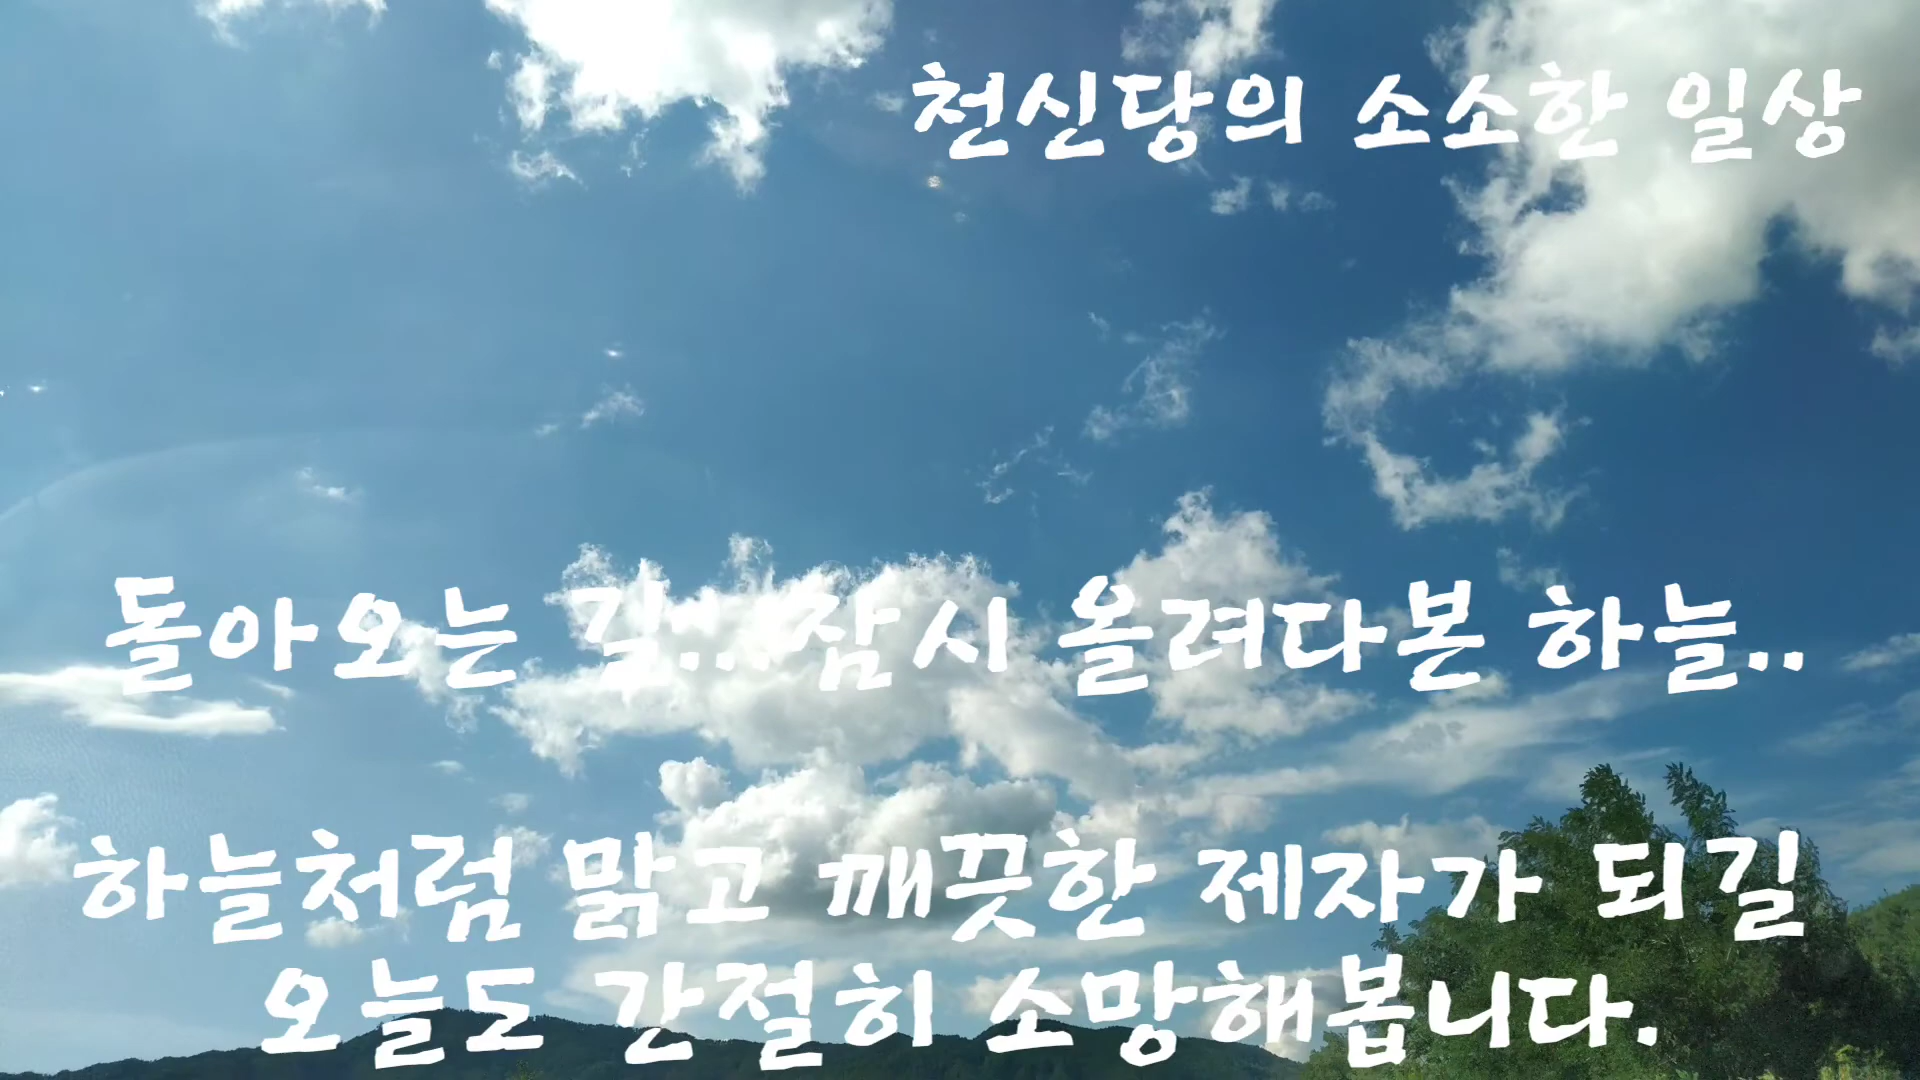 천신당의 소소한 일상
돌아오는 길...잠시 올려다본 하늘..
하늘처럼 맑고 깨끗한 제자가 되길
오늘도 간절히 소망해봅니다.